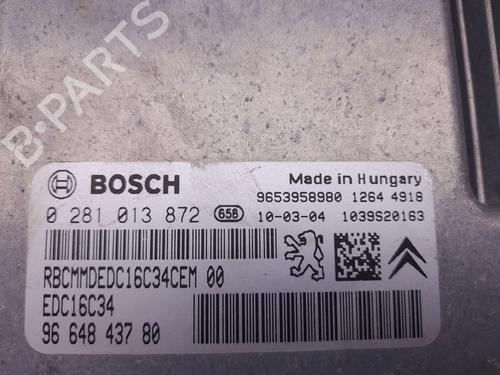 B-PARTS
BOSCH
Made in Hungary
9653958980 1264 4918
0 281 013 872 658 10-03-04 1039S20163
RBCMMDEDC16C34CEM 00
EDC16C34
96 648 437 80